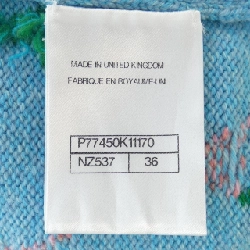 MADE IN UNITED KINGDOM
FABRIQUE EN ROYAUME-UNI
P77450K11170
NZ537 36